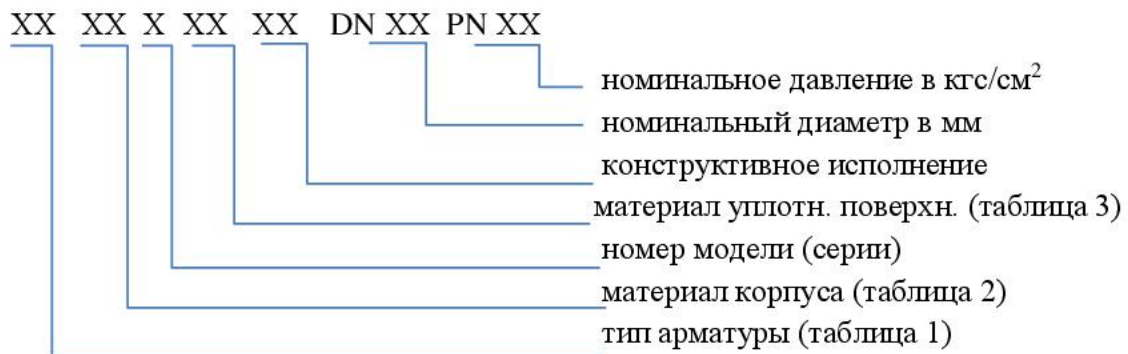 XX XX X XX XX DN XX PN XX
номинальное давление в кгс/см²
номинальный диаметр в мм
конструктивное исполнение
материал уплотн. поверхн. (таблица 3)
номер модели (серии)
материал корпуса (таблица 2)
тип арматуры (таблица 1)